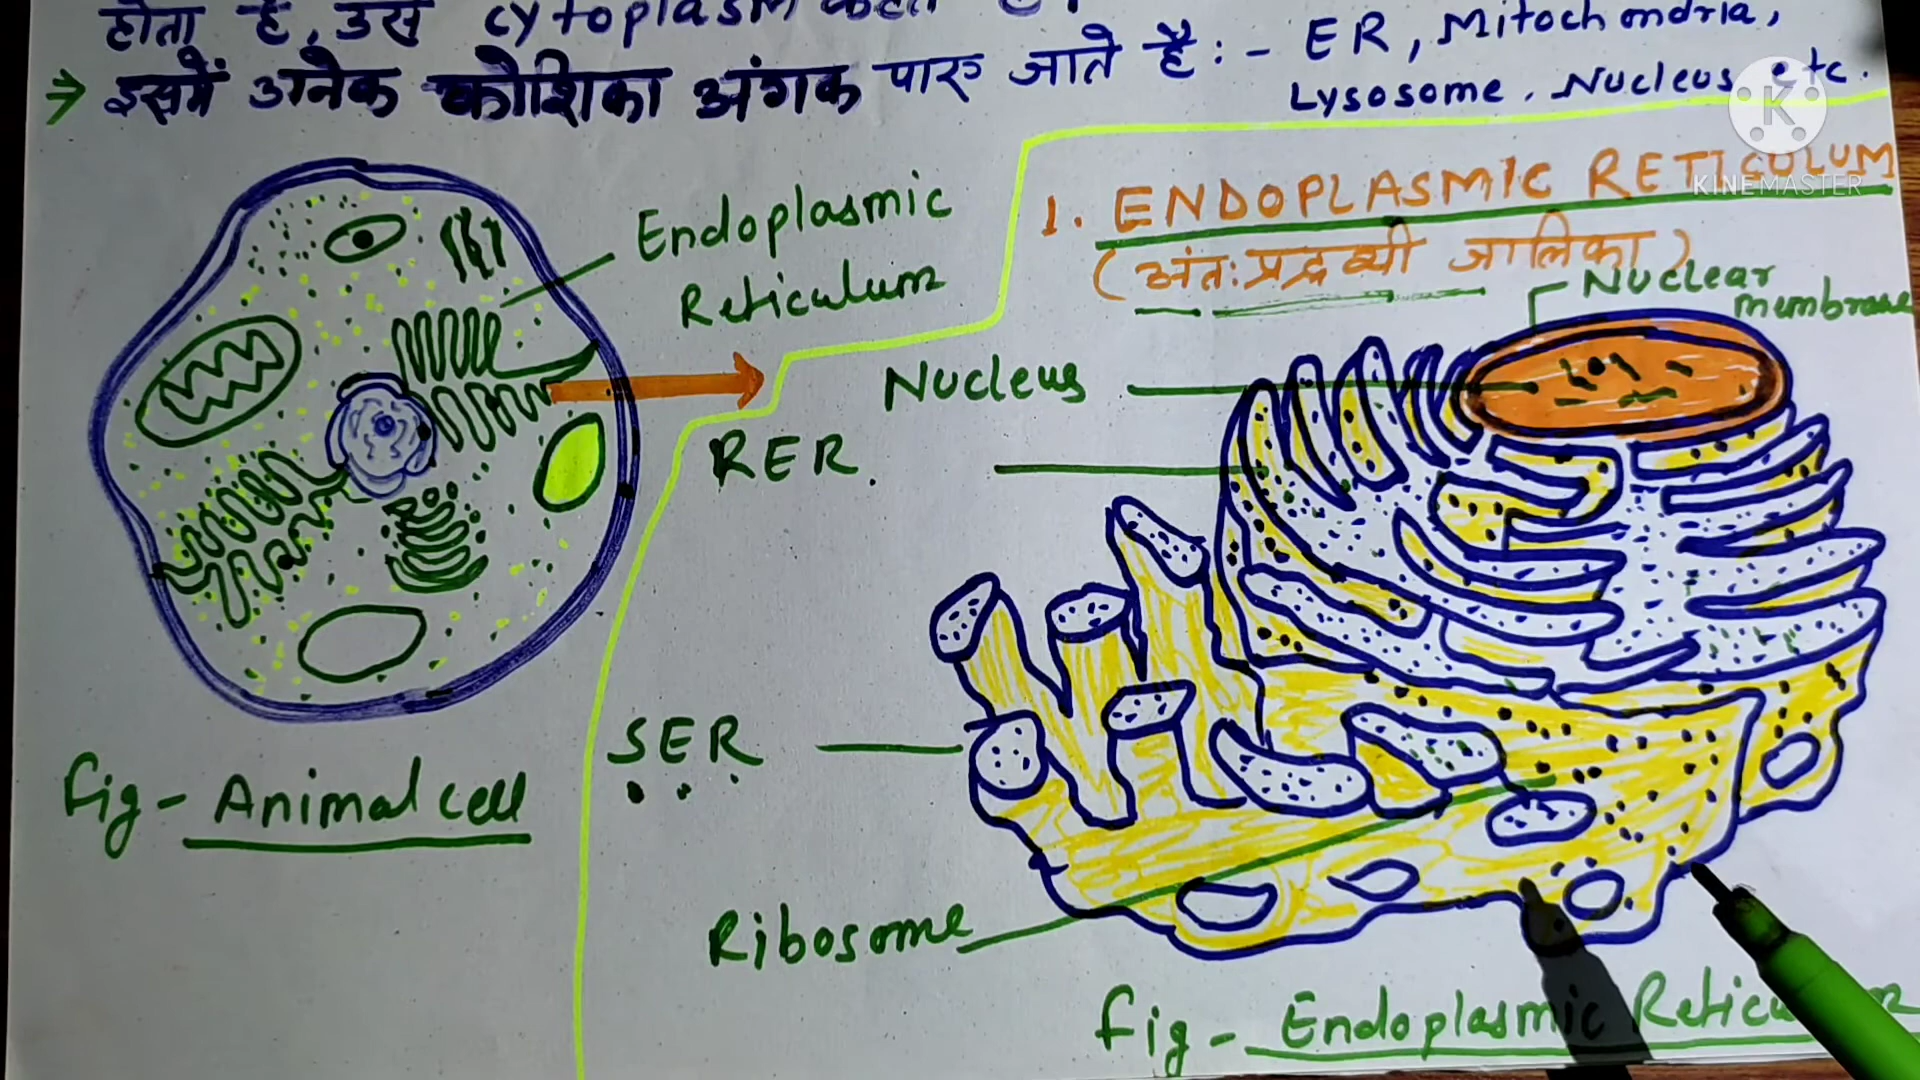 होता है, उसे cytoplasm कहते है।
⇒ इसमें अनेक कोशिका अंगक पाए जाते है :- ER, Mitochondria,
Lysosome, Nucleus etc.
K
KINEMASTER
Endoplasmic
Reticulum
Fig - Animal cell
1. ENDOPLASMIC RETICULUM
(अंतःप्रद्रव्यी जालिका)
Nuclear
membrane
Nucleus
RER.
SER
Ribosome
Fig - Endoplasmic